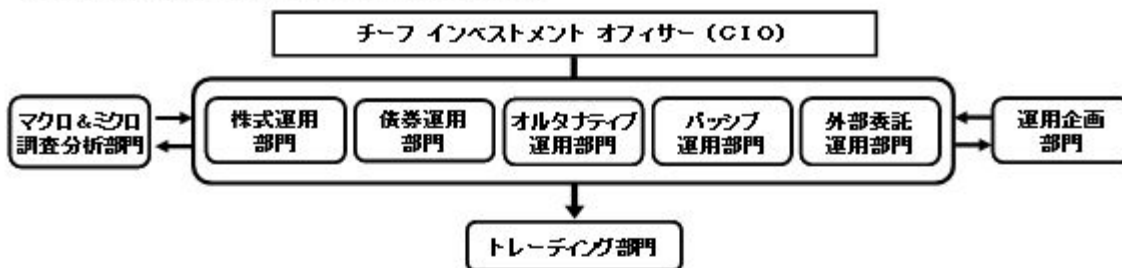 チーフ インベストメント オフィサー (CIO)
マクロ&ミクロ
調査分析部門
株式運用
部門
債券運用
部門
オルタナティブ
運用部門
パッシブ
運用部門
外部委託
運用部門
運用企画
部門
トレーディング部門